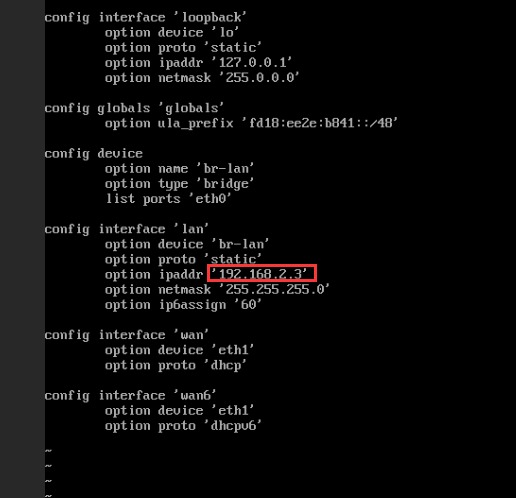 config interface 'loopback'
option device 'lo'
option proto 'static'
option ipaddr '127.0.0.1'
option netmask '255.0.0.0'
config globals 'globals'
option ula_prefix 'fd18:ee2e:b841::/48'
config device
option name 'br-lan'
option type 'bridge'
list ports 'eth0'
config interface 'lan'
option device 'br-lan'
option proto 'static'
option ipaddr '192.168.2.3'
option netmask '255.255.255.0'
option ip6assign '60'
config interface 'wan'
option device 'eth1'
option proto 'dhcp'
config interface 'wan6'
option device 'eth1'
option proto 'dhcpv6'
~
~
~
~